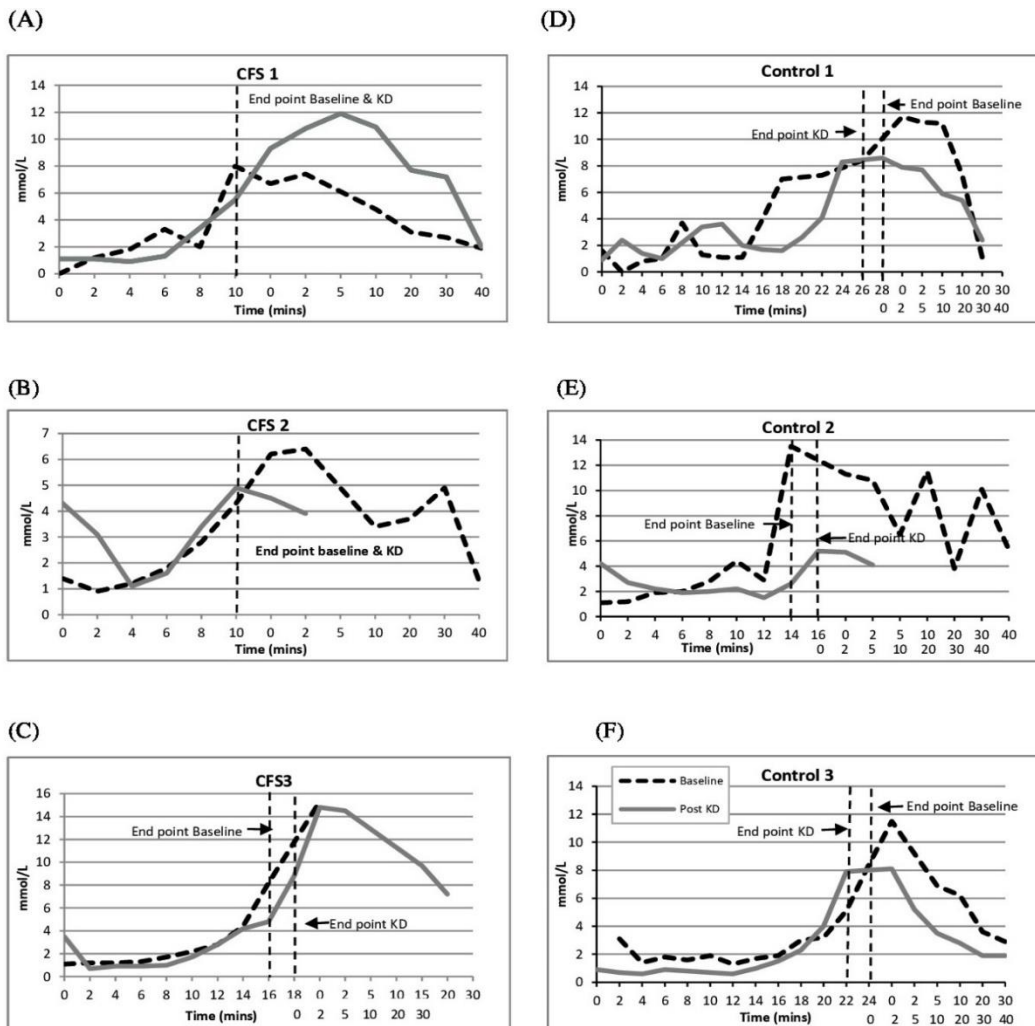 (A)
CFS 1
End point Baseline & KD
mmol/L
14
12
10
8
6
4
2
0
0 2 4 6 8 10 0 2 5 10 20 30 40
Time (mins)
(D)
Control 1
End point Baseline
End point KD
mmol/L
14
12
10
8
6
4
2
0
0 2 4 6 8 10 12 14 16 18 20 22 24 26 28 0 2 5 10 20 30
Time (mins) 0 2 5 10 20 30 40
(B)
CFS 2
End point baseline & KD
mmol/L
7
6
5
4
3
2
1
0
0 2 4 6 8 10 0 2 5 10 20 30 40
Time (mins)
(E)
Control 2
End point Baseline
End point KD
mmol/L
14
12
10
8
6
4
2
0
0 2 4 6 8 10 12 14 16 0 2 5 10 20 30 40
Time (mins) 0 2 5 10 20 30 40
(C)
CFS3
End point Baseline
End point KD
mmol/L
16
14
12
10
8
6
4
2
0
0 2 4 6 8 10 12 14 16 18 0 2 5 10 15 20 30
Time (mins) 0 2 5 10 20 30
(F)
Control 3
Baseline
Post KD
End point Baseline
End point KD
mmol/L
14
12
10
8
6
4
2
0
0 2 4 6 8 10 12 14 16 18 20 22 24 0 2 5 10 20 30
Time (mins) 0 2 5 10 20 30 40